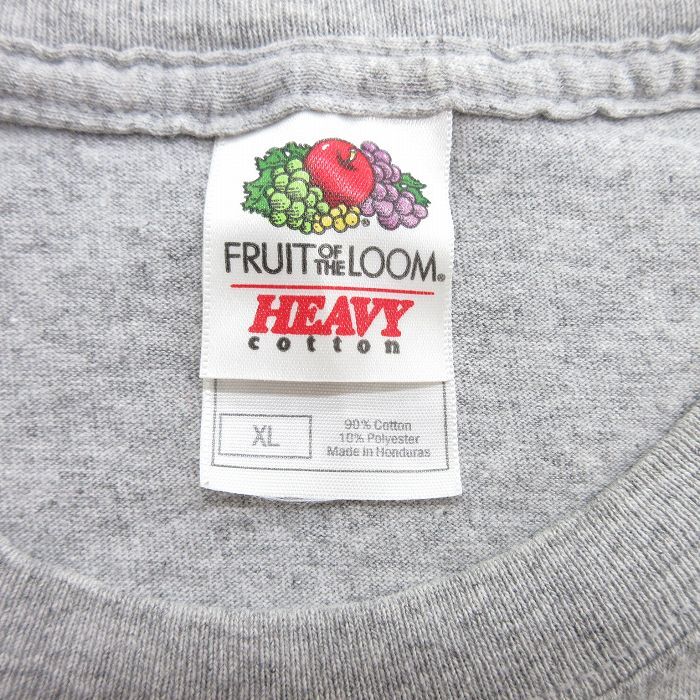 FRUIT OF THE LOOM®
HEAVY
cotton
XL
90% Cotton
10% Polyester
Made in Honduras